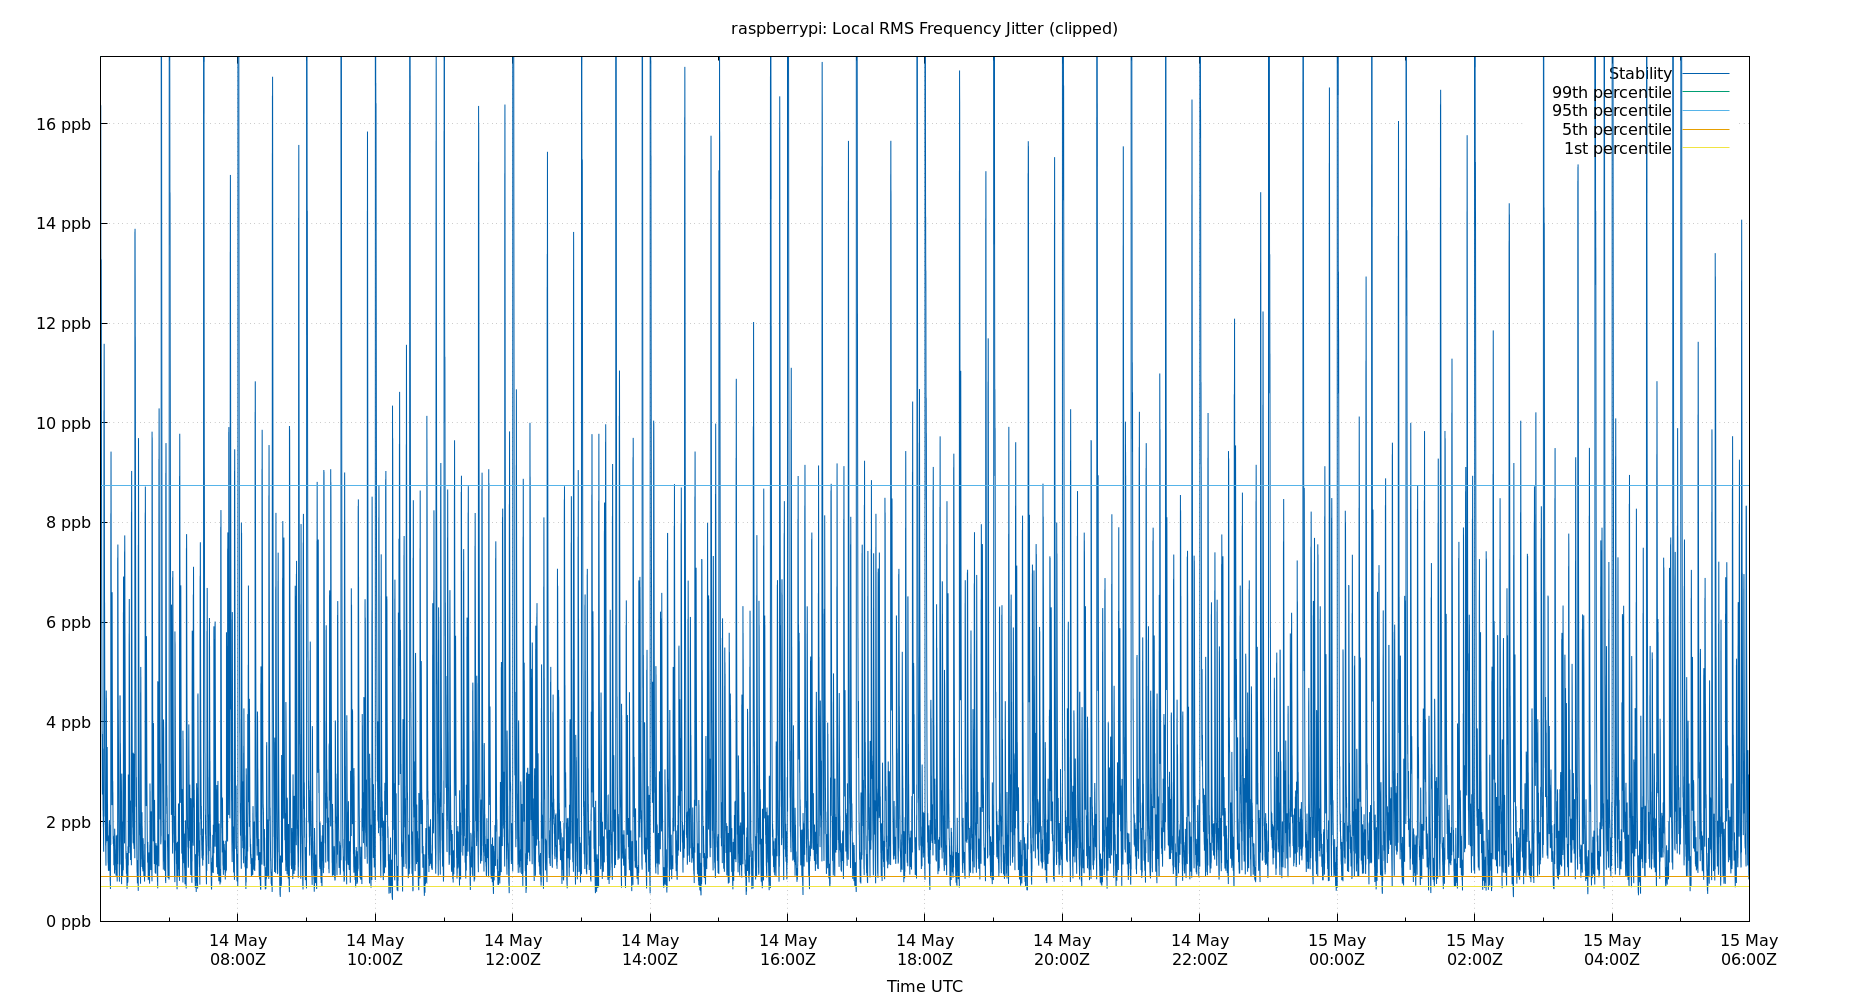 raspberrypi: Local RMS Frequency Jitter (clipped)
Stability
99th percentile
95th percentile
5th percentile
1st percentile
16 ppb
14 ppb
12 ppb
10 ppb
8 ppb
6 ppb
4 ppb
2 ppb
0 ppb
14 May 14 May 14 May 14 May 14 May 14 May 14 May 14 May 15 May 15 May 15 May 15 May
08:00Z 10:00Z 12:00Z 14:00Z 16:00Z 18:00Z 20:00Z 22:00Z 00:00Z 02:00Z 04:00Z 06:00Z
Time UTC